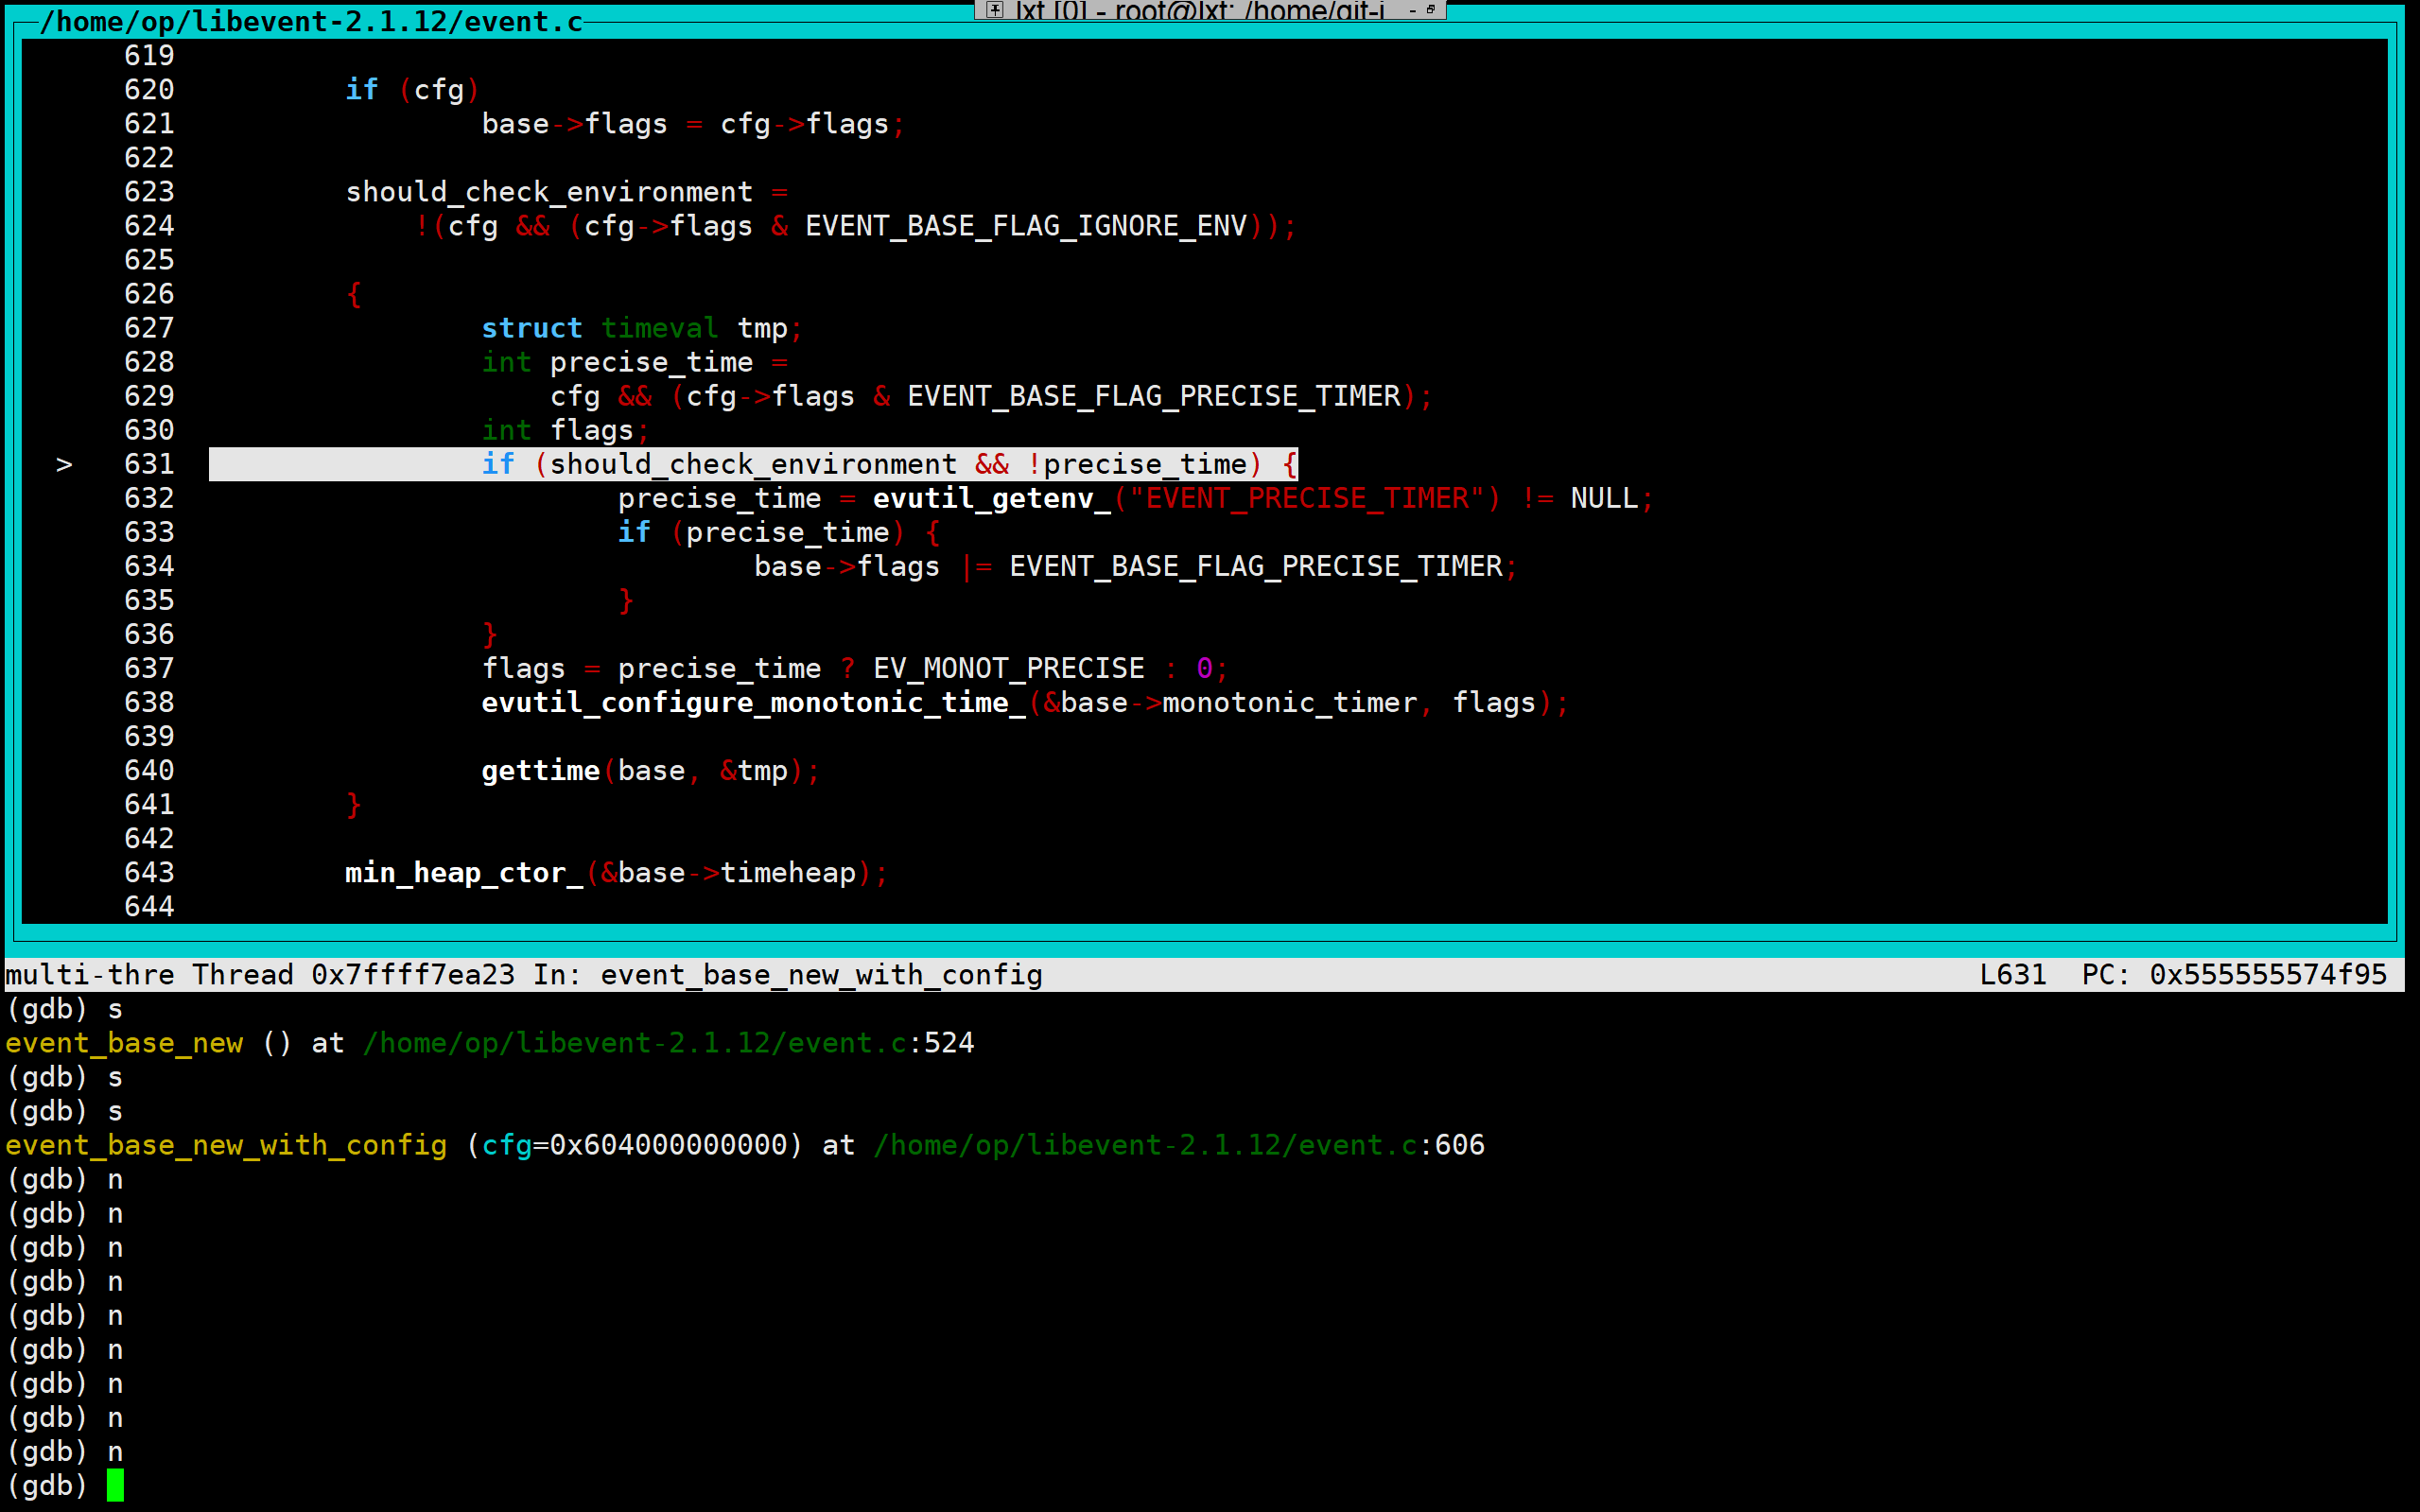 lxt [0] - root@lxt: /home/git-i
/home/op/libevent-2.1.12/event.c
619
620 if (cfg)
621 base->flags = cfg->flags;
622
623 should_check_environment =
624 !(cfg && (cfg->flags & EVENT_BASE_FLAG_IGNORE_ENV));
625
626 {
627 struct timeval tmp;
628 int precise_time =
629 cfg && (cfg->flags & EVENT_BASE_FLAG_PRECISE_TIMER);
630 int flags;
> 631 if (should_check_environment && !precise_time) {
632 precise_time = evutil_getenv_("EVENT_PRECISE_TIMER") != NULL;
633 if (precise_time) {
634 base->flags |= EVENT_BASE_FLAG_PRECISE_TIMER;
635 }
636 }
637 flags = precise_time ? EV_MONOT_PRECISE : 0;
638 evutil_configure_monotonic_time_(&base->monotonic_timer, flags);
639
640 gettime(base, &tmp);
641 }
642
643 min_heap_ctor_(&base->timeheap);
644
multi-thre Thread 0x7ffff7ea23 In: event_base_new_with_config L631 PC: 0x555555574f95
(gdb) s
event_base_new () at /home/op/libevent-2.1.12/event.c:524
(gdb) s
(gdb) s
event_base_new_with_config (cfg=0x604000000000) at /home/op/libevent-2.1.12/event.c:606
(gdb) n
(gdb) n
(gdb) n
(gdb) n
(gdb) n
(gdb) n
(gdb) n
(gdb) n
(gdb) n
(gdb)